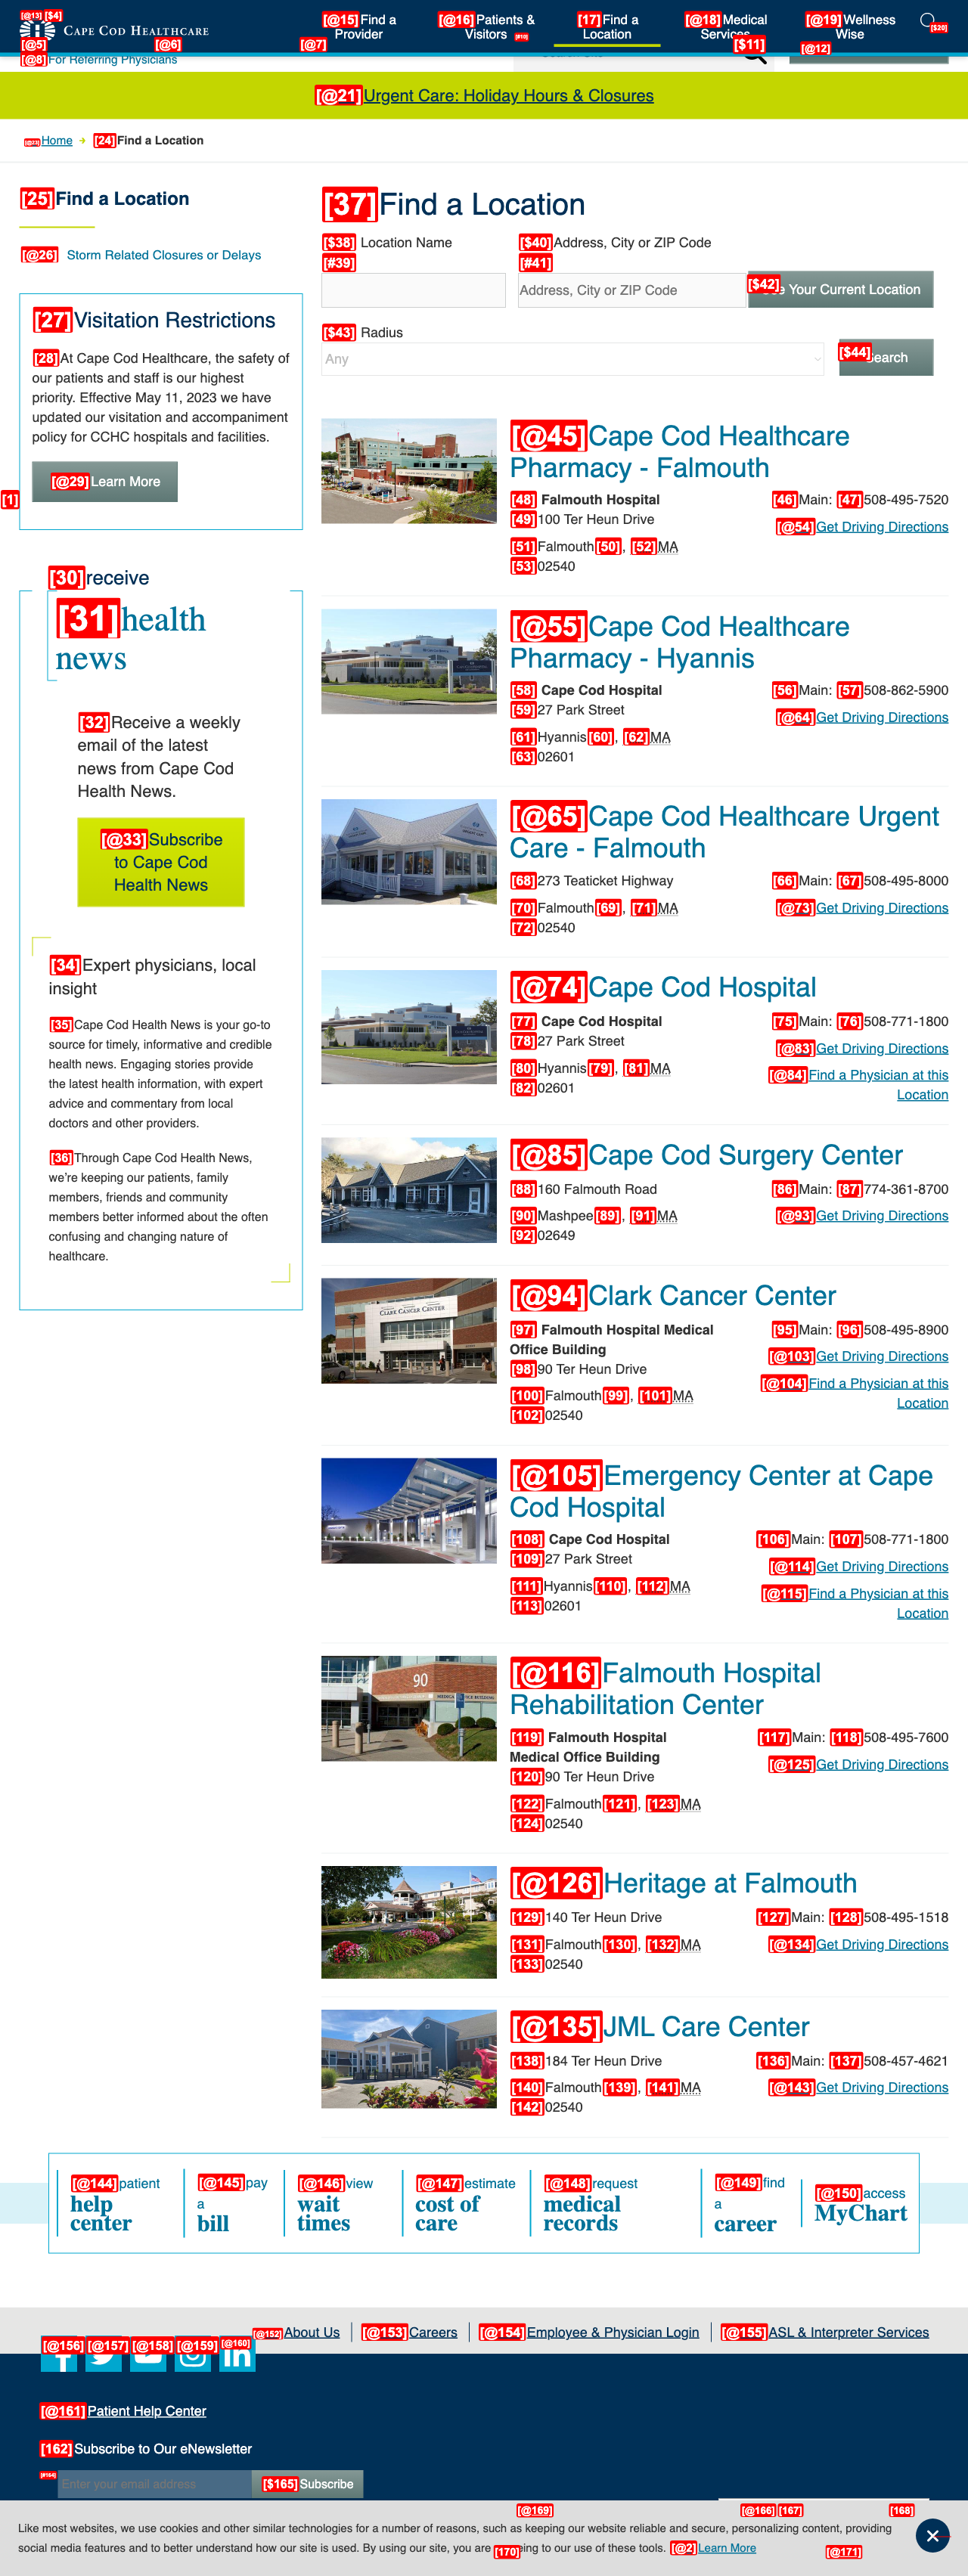 [@13] [$4]
CAPE COD HEALTHCARE
[@5] [@6] [@7]
[@15] Find a Provider
[@16] Patients & Visitors
[17] Find a Location
[@18] Medical Services
[$11]
[@19] Wellness Wise
[@12]
[$20]
[@8] For Referring Physicians
[@21] Urgent Care: Holiday Hours & Closures
[@23] Home [24] Find a Location
[25] Find a Location
[@26] Storm Related Closures or Delays
[27] Visitation Restrictions
[28] At Cape Cod Healthcare, the safety of
our patients and staff is our highest
priority. Effective May 11, 2023 we have
updated our visitation and accompaniment
policy for CCHC hospitals and facilities.
[@29] Learn More
[1]
[30] receive
[31] health
news
[32] Receive a weekly
email of the latest
news from Cape Cod
Health News.
[@33] Subscribe
to Cape Cod
Health News
[34] Expert physicians, local
insight
[35] Cape Cod Health News is your go-to
source for timely, informative and credible
health news. Engaging stories provide
the latest health information, with expert
advice and commentary from local
doctors and other providers.
[36] Through Cape Cod Health News,
we're keeping our patients, family
members, friends and community
members better informed about the often
confusing and changing nature of
healthcare.
[37] Find a Location
[$38] Location Name
[#39]
[$40] Address, City or ZIP Code
[#41]
Address, City or ZIP Code
[$42] Your Current Location
[$43] Radius
Any
[$44] earch
[@45] Cape Cod Healthcare
Pharmacy - Falmouth
[48] Falmouth Hospital
[49] 100 Ter Heun Drive
[51] Falmouth [50] , [52] MA
[53] 02540
[46] Main: [47] 508-495-7520
[@54] Get Driving Directions
[@55] Cape Cod Healthcare
Pharmacy - Hyannis
[58] Cape Cod Hospital
[59] 27 Park Street
[61] Hyannis [60] , [62] MA
[63] 02601
[56] Main: [57] 508-862-5900
[@64] Get Driving Directions
[@65] Cape Cod Healthcare Urgent
Care - Falmouth
[68] 273 Teaticket Highway
[70] Falmouth [69] , [71] MA
[72] 02540
[66] Main: [67] 508-495-8000
[@73] Get Driving Directions
[@74] Cape Cod Hospital
[77] Cape Cod Hospital
[78] 27 Park Street
[80] Hyannis [79] , [81] MA
[82] 02601
[75] Main: [76] 508-771-1800
[@83] Get Driving Directions
[@84] Find a Physician at this
Location
[@85] Cape Cod Surgery Center
[88] 160 Falmouth Road
[90] Mashpee [89] , [91] MA
[92] 02649
[86] Main: [87] 774-361-8700
[@93] Get Driving Directions
CLARK CANCER CENTER
[@94] Clark Cancer Center
[97] Falmouth Hospital Medical
Office Building
[98] 90 Ter Heun Drive
[100] Falmouth [99] , [101] MA
[102] 02540
[95] Main: [96] 508-495-8900
[@103] Get Driving Directions
[@104] Find a Physician at this
Location
[@105] Emergency Center at Cape
Cod Hospital
[108] Cape Cod Hospital
[109] 27 Park Street
[111] Hyannis [110] , [112] MA
[113] 02601
[106] Main: [107] 508-771-1800
[@114] Get Driving Directions
[@115] Find a Physician at this
Location
90
[@116] Falmouth Hospital
Rehabilitation Center
[119] Falmouth Hospital
Medical Office Building
[120] 90 Ter Heun Drive
[122] Falmouth [121] , [123] MA
[124] 02540
[117] Main: [118] 508-495-7600
[@125] Get Driving Directions
[@126] Heritage at Falmouth
[129] 140 Ter Heun Drive
[131] Falmouth [130] , [132] MA
[133] 02540
[127] Main: [128] 508-495-1518
[@134] Get Driving Directions
[@135] JML Care Center
[138] 184 Ter Heun Drive
[140] Falmouth [139] , [141] MA
[142] 02540
[136] Main: [137] 508-457-4621
[@143] Get Driving Directions
[@144] patient
help
center
[@145] pay
a
bill
[@146] view
wait
times
[@147] estimate
cost of
care
[@148] request
medical
records
[@149] find
a
career
[@150] access
MyChart
[@152] About Us [@153] Careers [@154] Employee & Physician Login [@155] ASL & Interpreter Services
[@156] [@157] [@158] [@159] [@160]
[@161] Patient Help Center
[162] Subscribe to Our eNewsletter
[#164] Enter your email address [$165] Subscribe
[@169] [@166] [167] [168]
Like most websites, we use cookies and other similar technologies for a number of reasons, such as keeping our website reliable and secure, personalizing content, providing
social media features and to better understand how our site is used. By using our site, you are [170] eing to our use of these tools. [@2] Learn More [@171]